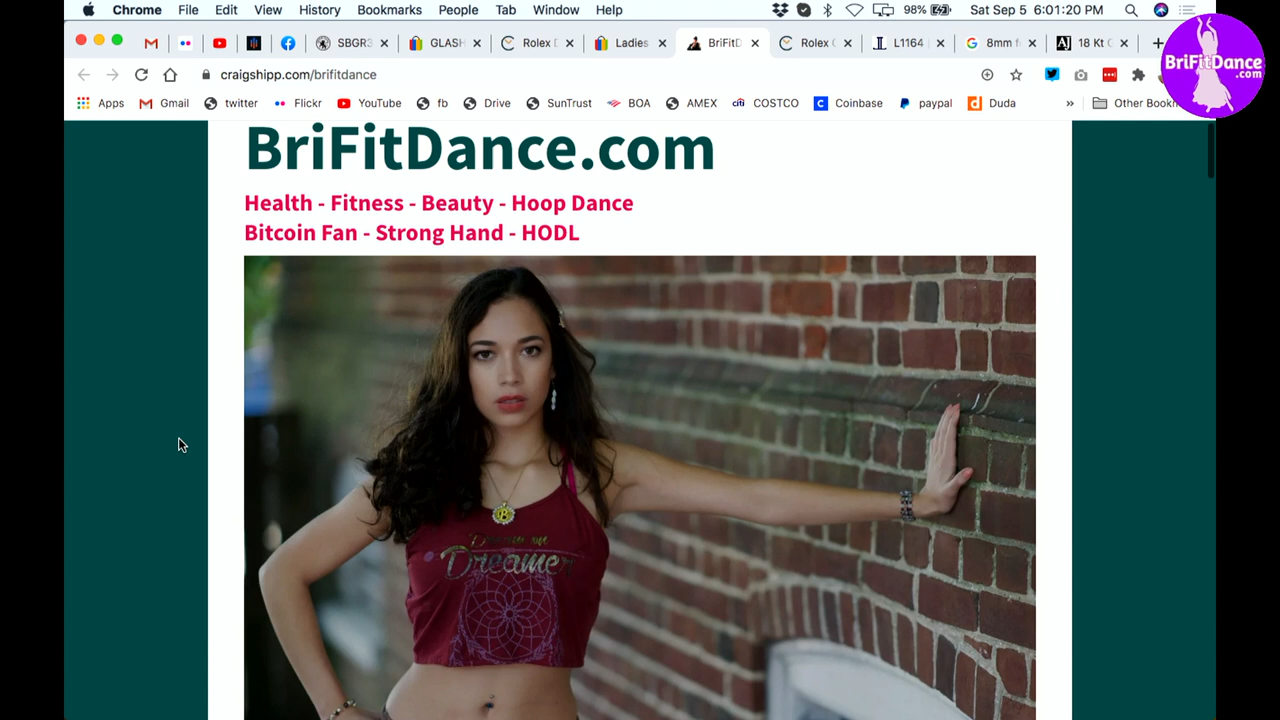 Chrome File Edit View History Bookmarks People Tab Window Help 98% Sat Sep 5 6:01:20 PM
SBGR3 GLASH Rolex D Ladies BriFitD Rolex L1164 8mm f 18 Kt G
craigshipp.com/brifitdance
Apps Gmail twitter Flickr YouTube fb Drive SunTrust BOA AMEX COSTCO Coinbase paypal Duda » Other Bookm
BriFitDance
.com
BriFitDance.com
Health - Fitness - Beauty - Hoop Dance
Bitcoin Fan - Strong Hand - HODL
B
Dreamer